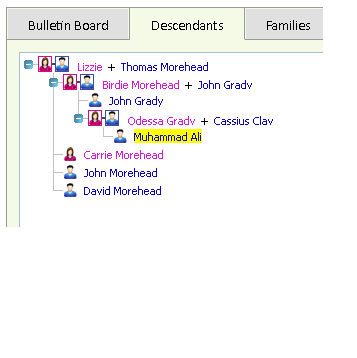 Bulletin Board Descendants Families
Lizzie + Thomas Morehead
Birdie Morehead + John Grady
John Grady
Odessa Grady + Cassius Clay
Muhammad Ali
Carrie Morehead
John Morehead
David Morehead